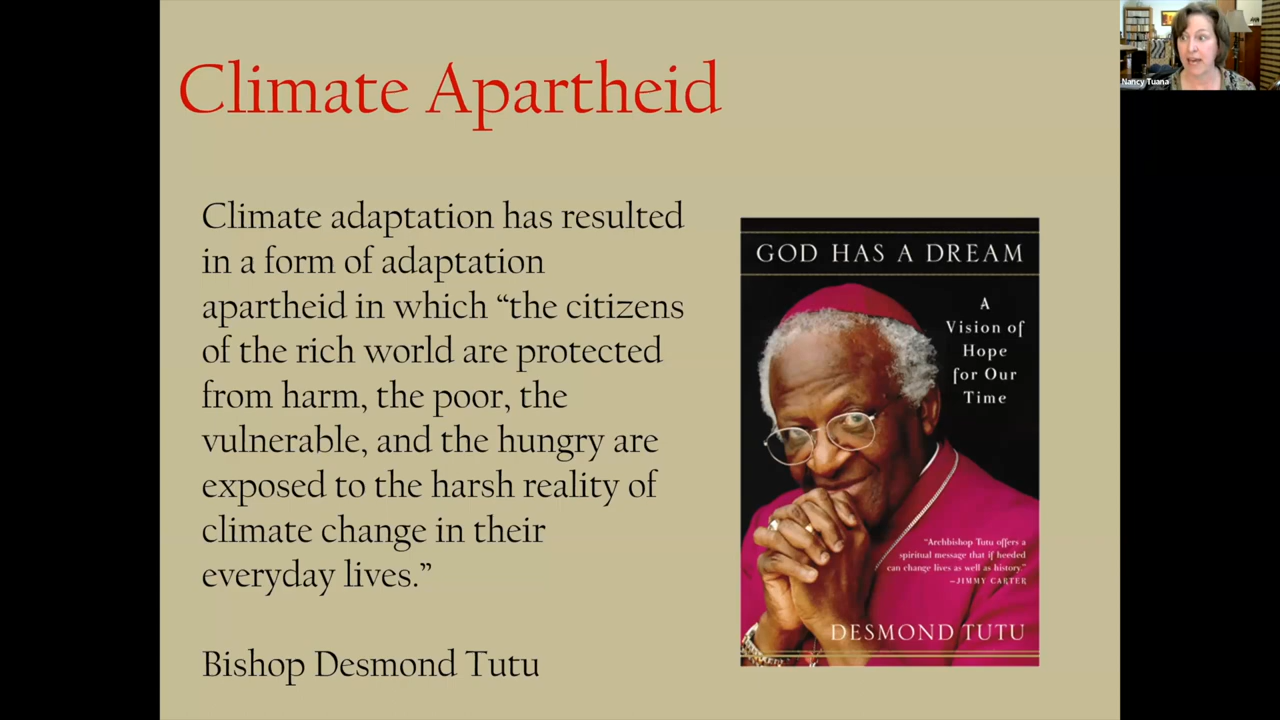 Climate Apartheid
Climate adaptation has resulted
in a form of adaptation
apartheid in which “the citizens
of the rich world are protected
from harm, the poor, the
vulnerable, and the hungry are
exposed to the harsh reality of
climate change in their
everyday lives.”
Bishop Desmond Tutu
GOD HAS A DREAM
A
Vision of
Hope
for Our
Time
“Archbishop Tutu offers a
spiritual message that if heeded
can change lives as well as history.”
—JIMMY CARTER
DESMOND TUTU
Nancy Tuana